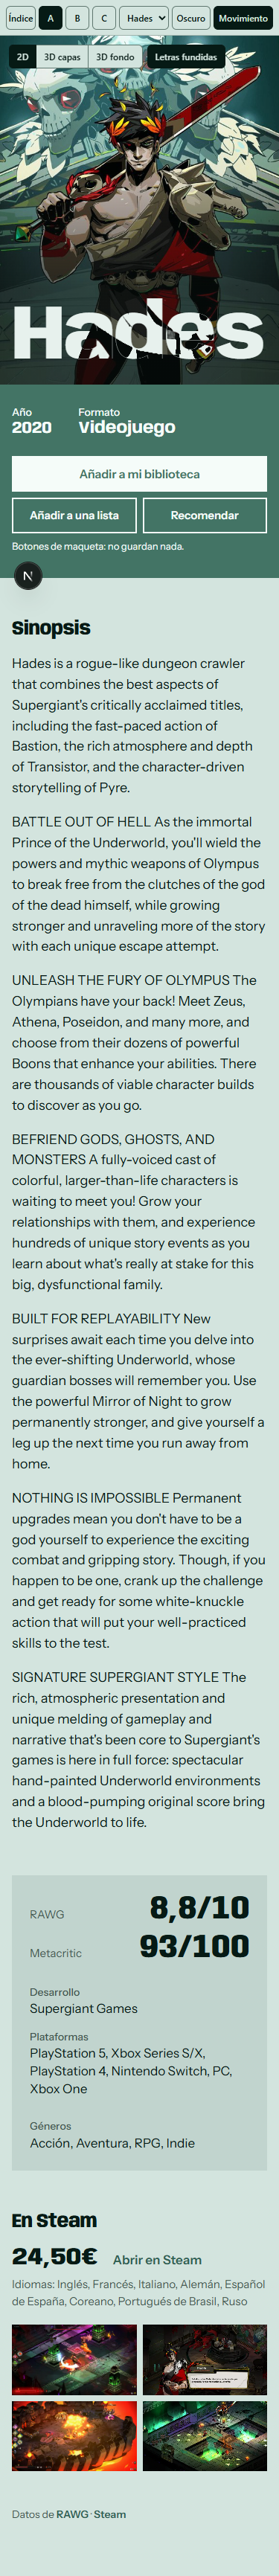 Índice A B C Hades Oscuro Movimiento
2D 3D capas 3D fondo Letras fundidas
Hades
Año Formato
2020 Videojuego
Añadir a mi biblioteca
Añadir a una lista Recomendar
Botones de maqueta: no guardan nada.
N
Sinopsis
Hades is a rogue-like dungeon crawler
that combines the best aspects of
Supergiant's critically acclaimed titles,
including the fast-paced action of
Bastion, the rich atmosphere and depth
of Transistor, and the character-driven
storytelling of Pyre.
BATTLE OUT OF HELL As the immortal
Prince of the Underworld, you'll wield the
powers and mythic weapons of Olympus
to break free from the clutches of the god
of the dead himself, while growing
stronger and unraveling more of the story
with each unique escape attempt.
UNLEASH THE FURY OF OLYMPUS The
Olympians have your back! Meet Zeus,
Athena, Poseidon, and many more, and
choose from their dozens of powerful
Boons that enhance your abilities. There
are thousands of viable character builds
to discover as you go.
BEFRIEND GODS, GHOSTS, AND
MONSTERS A fully-voiced cast of
colorful, larger-than-life characters is
waiting to meet you! Grow your
relationships with them, and experience
hundreds of unique story events as you
learn about what's really at stake for this
big, dysfunctional family.
BUILT FOR REPLAYABILITY New
surprises await each time you delve into
the ever-shifting Underworld, whose
guardian bosses will remember you. Use
the powerful Mirror of Night to grow
permanently stronger, and give yourself a
leg up the next time you run away from
home.
NOTHING IS IMPOSSIBLE Permanent
upgrades mean you don't have to be a
god yourself to experience the exciting
combat and gripping story. Though, if you
happen to be one, crank up the challenge
and get ready for some white-knuckle
action that will put your well-practiced
skills to the test.
SIGNATURE SUPERGIANT STYLE The
rich, atmospheric presentation and
unique melding of gameplay and
narrative that's been core to Supergiant's
games is here in full force: spectacular
hand-painted Underworld environments
and a blood-pumping original score bring
the Underworld to life.
RAWG 8,8/10
Metacritic 93/100
Desarrollo
Supergiant Games
Plataformas
PlayStation 5, Xbox Series S/X,
PlayStation 4, Nintendo Switch, PC,
Xbox One
Géneros
Acción, Aventura, RPG, Indie
En Steam
24,50€ Abrir en Steam
Idiomas: Inglés, Francés, Italiano, Alemán, Español
de España, Coreano, Portugués de Brasil, Ruso
Datos de RAWG · Steam